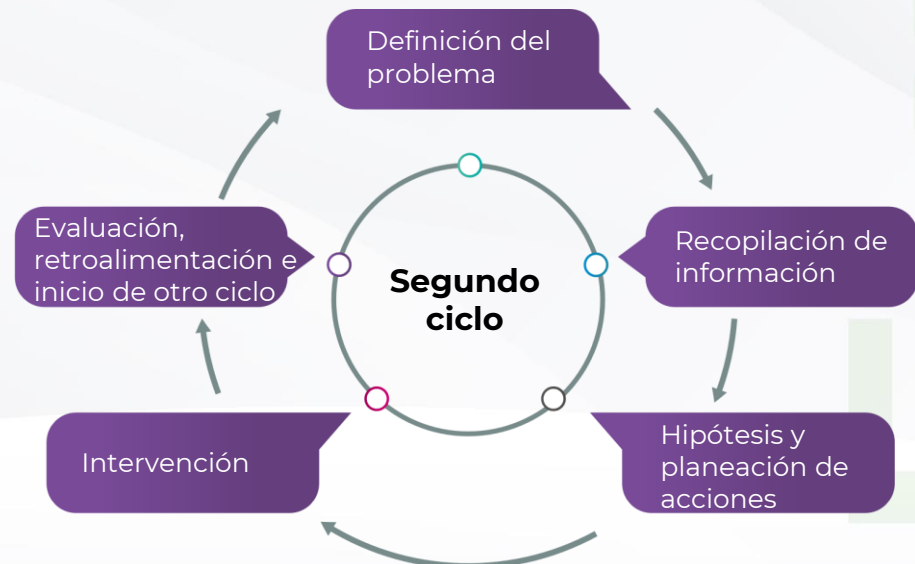 Definición del
problema
Recopilación de
información
Hipótesis y
planeación de
acciones
Intervención
Evaluación,
retroalimentación e
inicio de otro ciclo
Segundo
ciclo